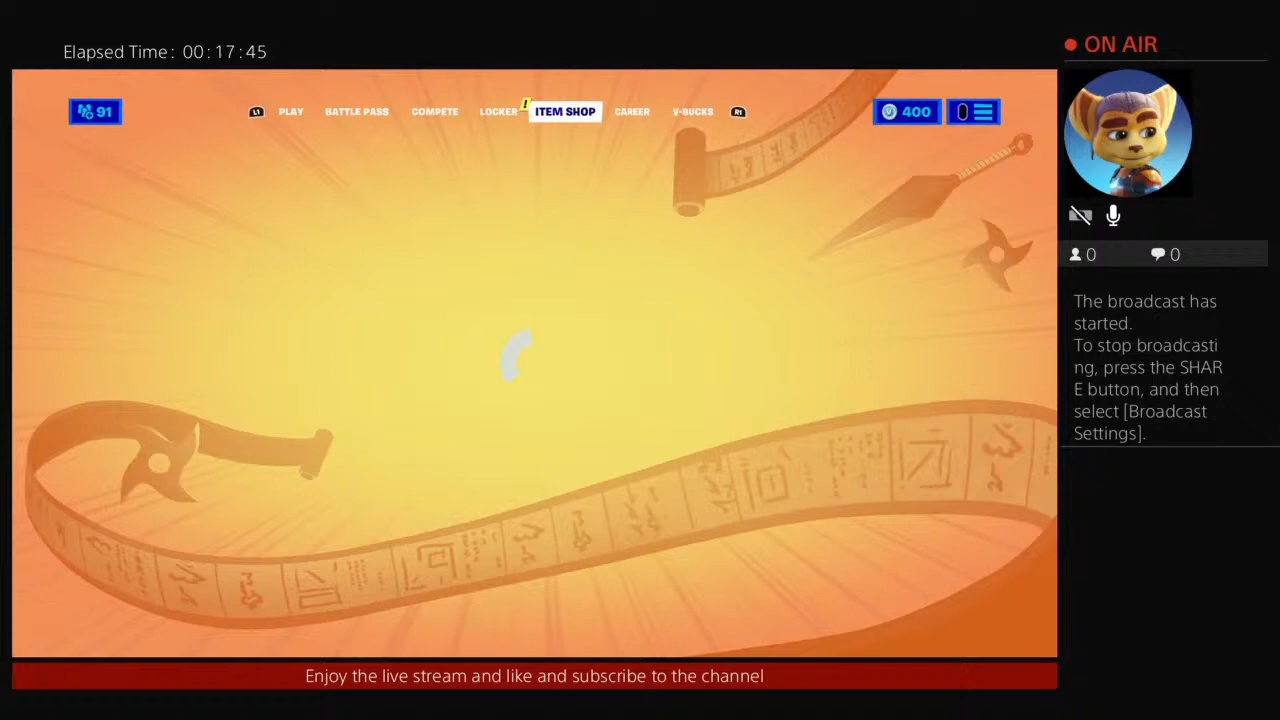 Elapsed Time: 00:17:45
ON AIR
91
L1 PLAY BATTLE PASS COMPETE LOCKER ! ITEM SHOP CAREER V-BUCKS R1
400
0 0
The broadcast has
started.
To stop broadcasti
ng, press the SHAR
E button, and then
select [Broadcast
Settings].
Enjoy the live stream and like and subscribe to the channel